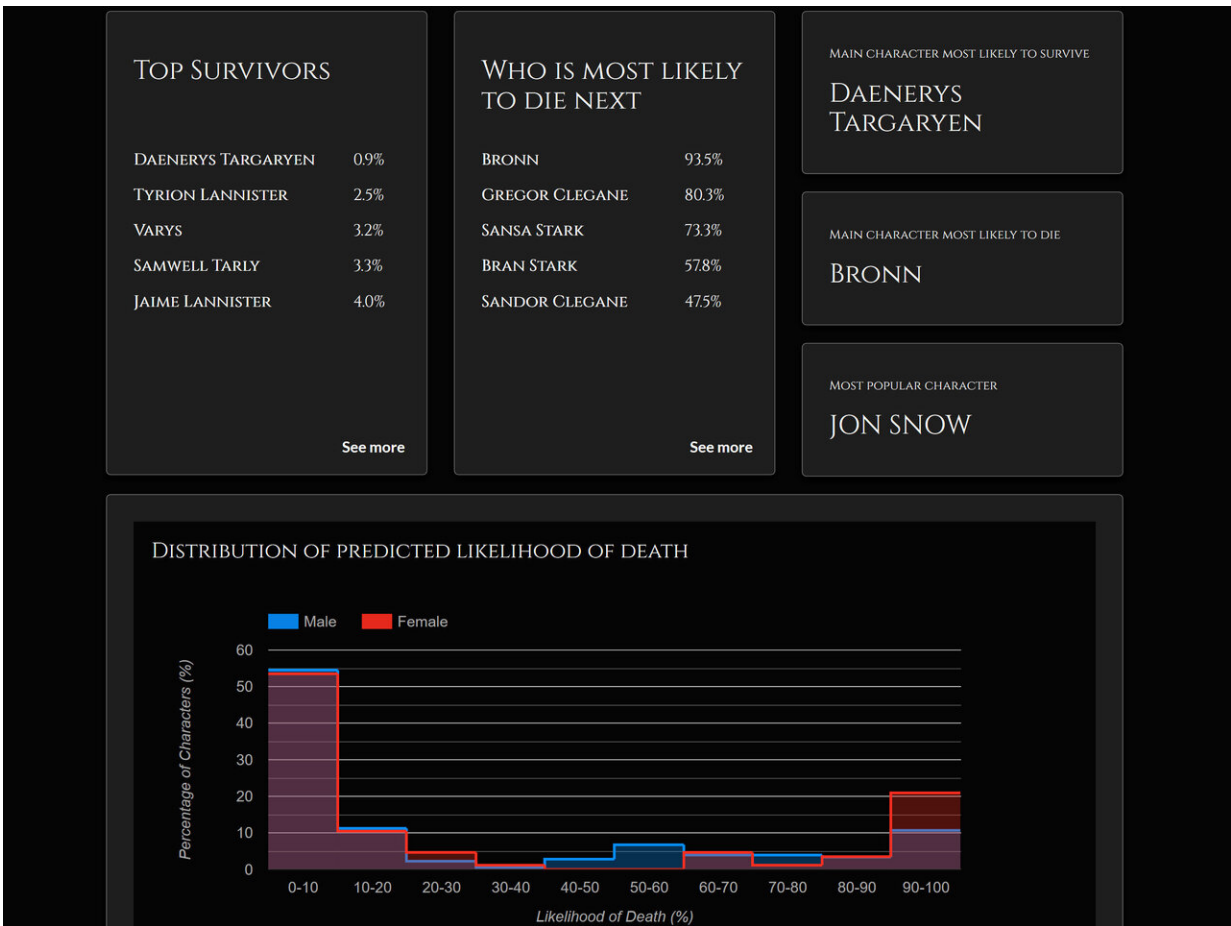 Top Survivors
Daenerys Targaryen 0.9%
Tyrion Lannister 2.5%
Varys 3.2%
Samwell Tarly 3.3%
Jaime Lannister 4.0%
See more
Who is most likely
to die next
Bronn 93.5%
Gregor Clegane 80.3%
Sansa Stark 73.3%
Bran Stark 57.8%
Sandor Clegane 47.5%
See more
Main character most likely to survive
Daenerys
Targaryen
Main character most likely to die
Bronn
Most popular character
Jon Snow
Distribution of predicted likelihood of death
Male Female
Percentage of Characters (%)
60
50
40
30
20
10
0
0-10 10-20 20-30 30-40 40-50 50-60 60-70 70-80 80-90 90-100
Likelihood of Death (%)